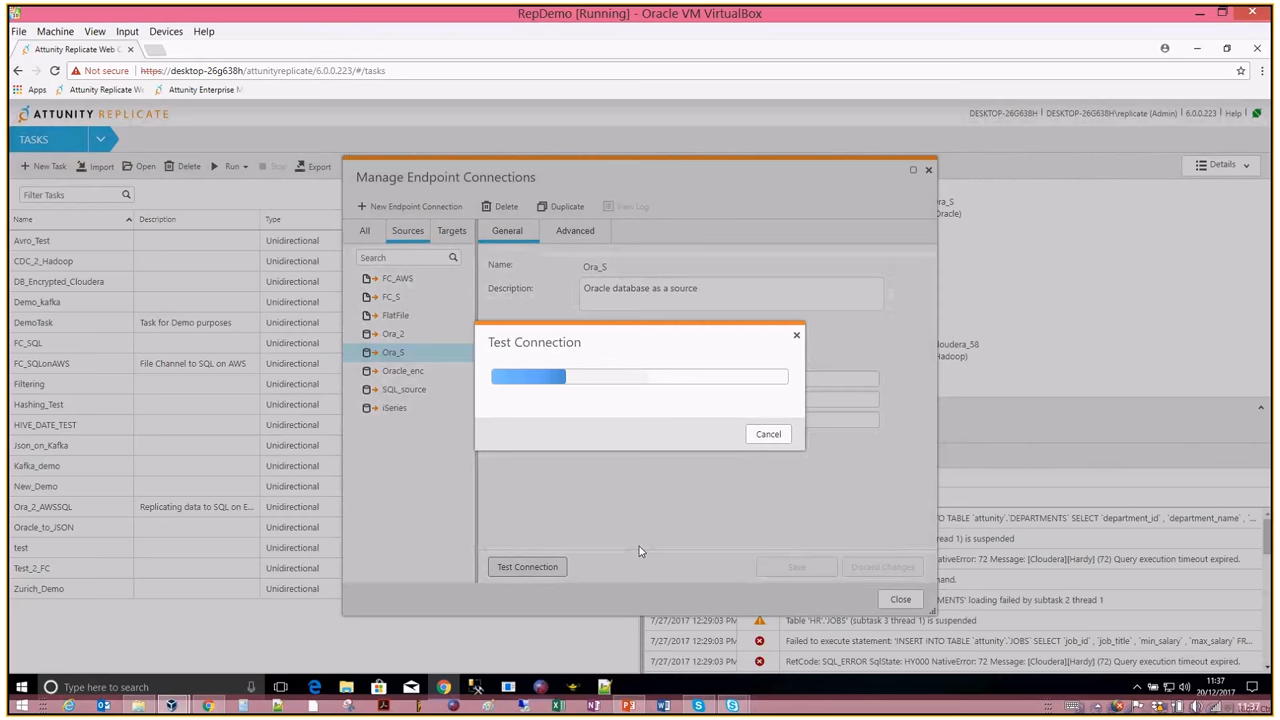 RepDemo [Running] - Oracle VM VirtualBox
File Machine View Input Devices Help
Attunity Replicate Web C
Not secure https://desktop-26g638h/attunityreplicate/6.0.0.223/#/tasks
Apps Attunity Replicate We Attunity Enterprise M
ATTUNITY REPLICATE
DESKTOP-26G638H DESKTOP-26G638H\replicate (Admin) 6.0.0.223 Help
TASKS
New Task Import Open Delete Run Stop Export
Details
Filter Tasks
Name Description Type
Avro_Test Unidirectional
CDC_2_Hadoop Unidirectional
DB_Encrypted_Cloudera Unidirectional
Demo_kafka Unidirectional
DemoTask Task for Demo purposes Unidirectional
FC_SQL Unidirectional
FC_SQLonAWS File Channel to SQL on AWS Unidirectional
Filtering Unidirectional
Hashing_Test Unidirectional
HIVE_DATE_TEST Unidirectional
Json_on_Kafka Unidirectional
Kafka_demo Unidirectional
New_Demo Unidirectional
Ora_2_AWSSQL Replicating data to SQL on E... Unidirectional
Oracle_to_JSON Unidirectional
test Unidirectional
Test_2_FC Unidirectional
Zurich_Demo Unidirectional
Manage Endpoint Connections
New Endpoint Connection Delete Duplicate View Log
All Sources Targets
Search
FC_AWS
FC_S
FlatFile
Ora_2
Ora_S
Oracle_enc
SQL_source
iSeries
General Advanced
Name: Ora_S
Description: Oracle database as a source
Test Connection
Cancel
Test Connection Save Discard Changes
Close
ra_S
Oracle)
loudera_58
adoop)
TO TABLE `attunity`.`DEPARTMENTS` SELECT `department_id` , `department_name` , `...
ead 1) is suspended
NativeError: 72 Message: [Cloudera][Hardy] (72) Query execution timeout expired.
mand.
MENTS' loading failed by subtask 2 thread 1
7/27/2017 12:29:03 PM Table 'HR'.'JOBS' (subtask 3 thread 1) is suspended
7/27/2017 12:29:03 PM Failed to execute statement: 'INSERT INTO TABLE `attunity`.`JOBS` SELECT `job_id` , `job_title` , `min_salary` , `max_salary` FR...
7/27/2017 12:29:03 PM RetCode: SQL_ERROR SqlState: HY000 NativeError: 72 Message: [Cloudera][Hardy] (72) Query execution timeout expired.
Type here to search
11:37
20/12/2017
11:37